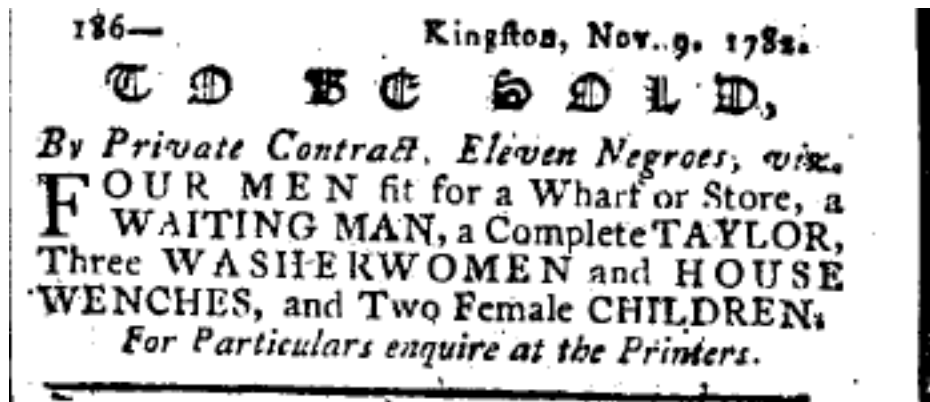 186— Kingſton, Nov. 9. 1782.
TO BE SOLD,
By Private Contract, Eleven Negroes, viz.
FOUR MEN fit for a Wharf or Store, a
WAITING MAN, a Complete TAYLOR,
Three WASHERWOMEN and HOUSE
WENCHES, and Two Female CHILDREN.
For Particulars enquire at the Printers.